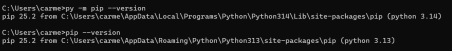 C:\Users\carme>py -m pip --version
pip 25.2 from C:\Users\carme\AppData\Local\Programs\Python\Python314\Lib\site-packages\pip (python 3.14)
C:\Users\carme>pip --version
pip 25.2 from C:\Users\carme\AppData\Roaming\Python\Python313\site-packages\pip (python 3.13)